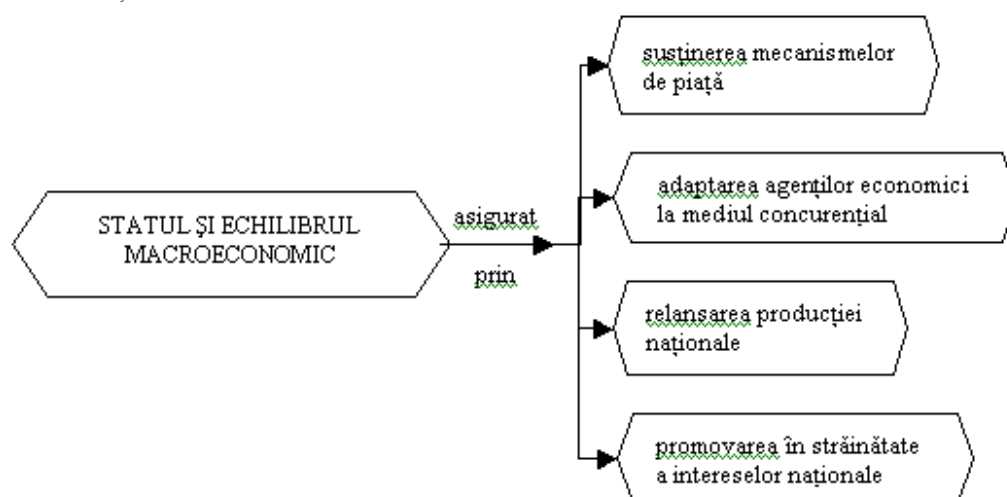 susţinerea mecanismelor
de piaţă
adaptarea agenţilor economici
la mediul concurenţial
STATUL ŞI ECHILIBRUL
MACROECONOMIC
asigurat
prin
relansarea producţiei
naţionale
promovarea în străinătate
a intereselor naţionale